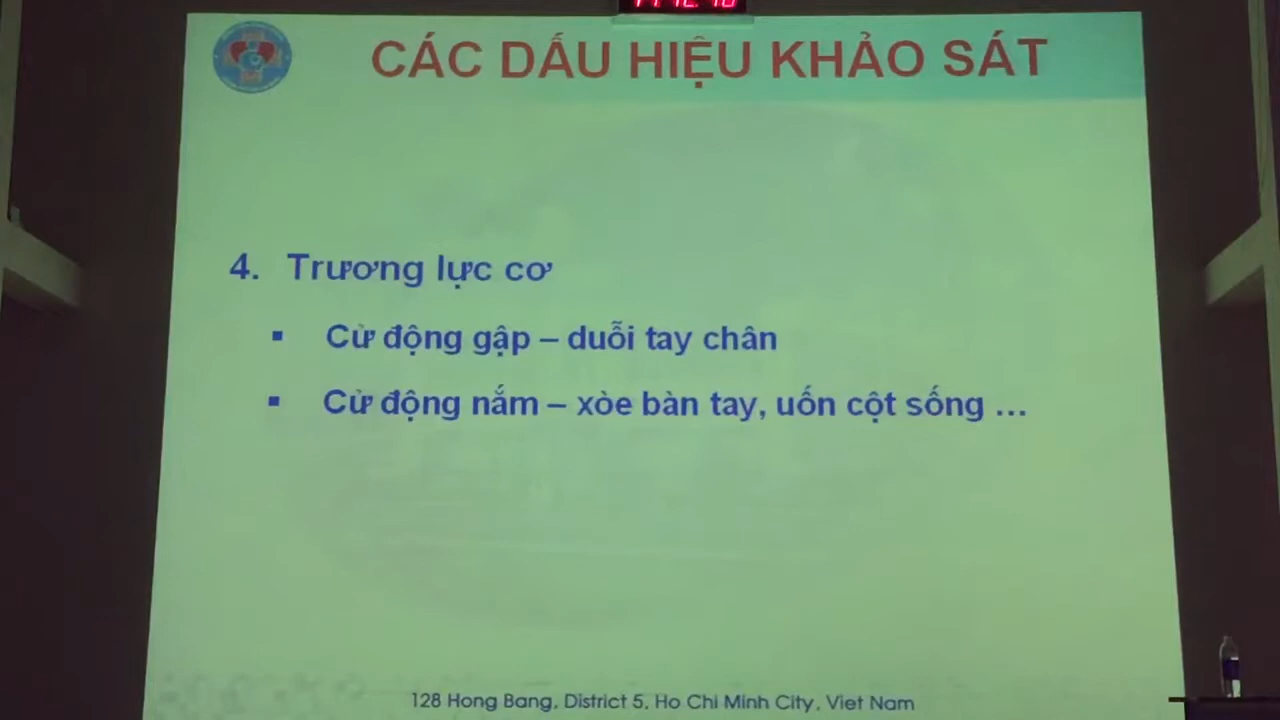 CÁC DẤU HIỆU KHẢO SÁT
4. Trương lực cơ
▪ Cử động gập – duỗi tay chân
▪ Cử động nắm – xòe bàn tay, uốn cột sống ...
128 Hong Bang, District 5, Ho Chi Minh City, Viet Nam